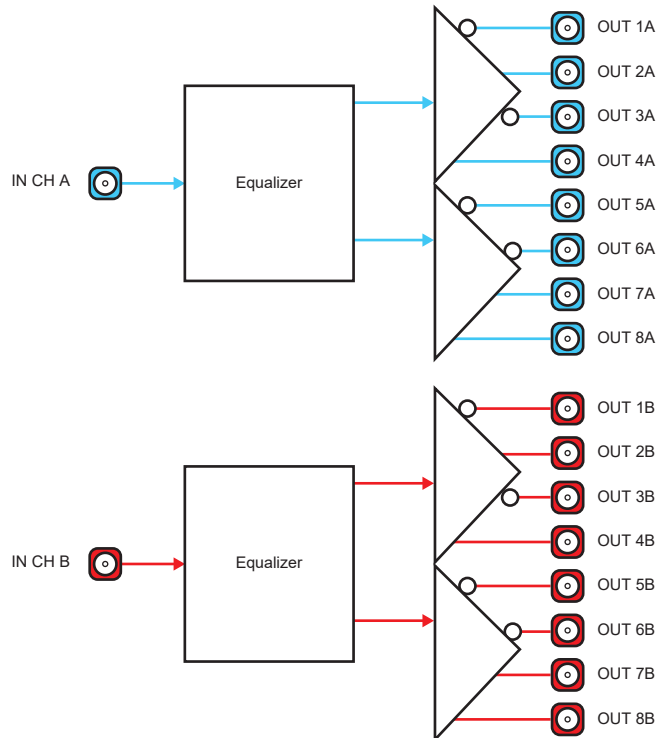 OUT 1A
OUT 2A
OUT 3A
IN CH A
Equalizer
OUT 4A
OUT 5A
OUT 6A
OUT 7A
OUT 8A
OUT 1B
OUT 2B
OUT 3B
IN CH B
Equalizer
OUT 4B
OUT 5B
OUT 6B
OUT 7B
OUT 8B